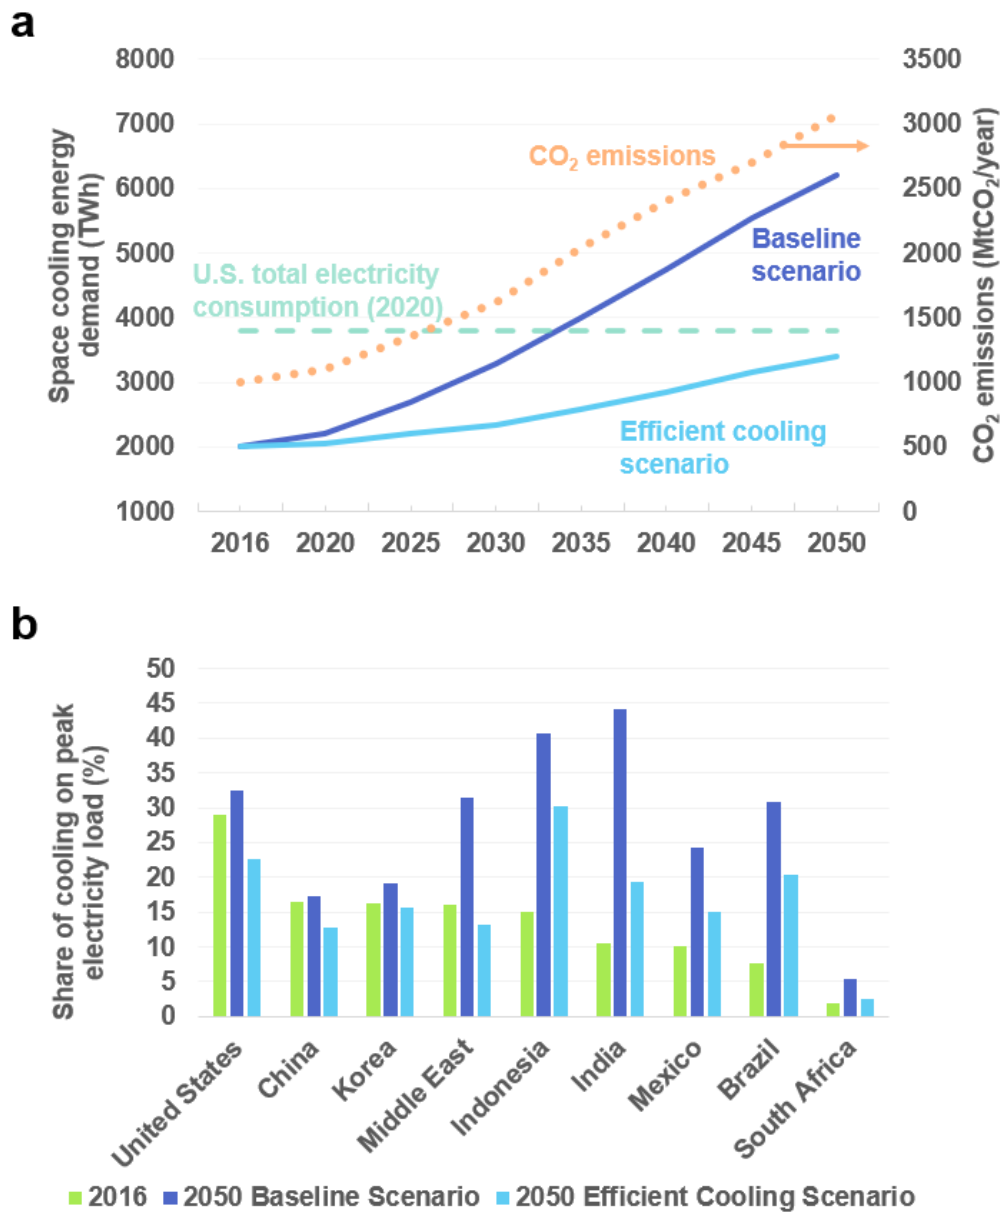 a
Space cooling energy
demand (TWh)
8000
7000
6000
5000
4000
3000
2000
1000
3500
3000
2500
2000
1500
1000
500
0
CO₂ emissions (MtCO₂/year)
CO₂ emissions
Baseline
scenario
U.S. total electricity
consumption (2020)
Efficient cooling
scenario
2016 2020 2025 2030 2035 2040 2045 2050
b
Share of cooling on peak
electricity load (%)
50
45
40
35
30
25
20
15
10
5
0
United States
China
Korea
Middle East
Indonesia
India
Mexico
Brazil
South Africa
2016 2050 Baseline Scenario 2050 Efficient Cooling Scenario